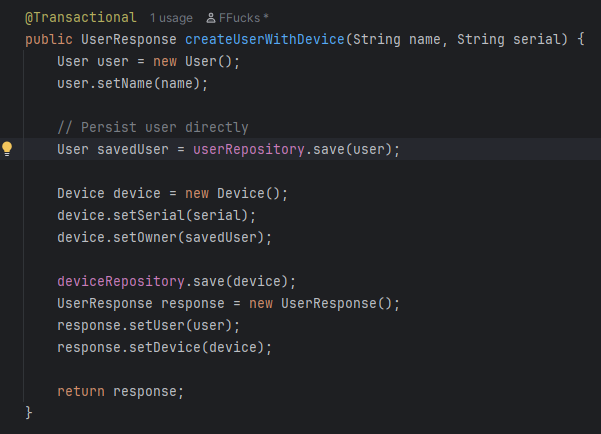 @Transactional 1 usage FFucks *
public UserResponse createUserWithDevice(String name, String serial) {
User user = new User();
user.setName(name);
// Persist user directly
User savedUser = userRepository.save(user);
Device device = new Device();
device.setSerial(serial);
device.setOwner(savedUser);
deviceRepository.save(device);
UserResponse response = new UserResponse();
response.setUser(user);
response.setDevice(device);
return response;
}